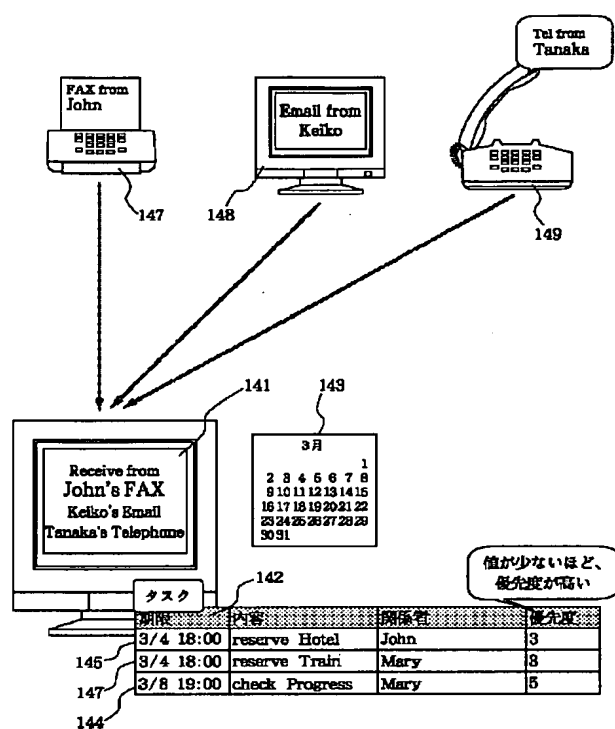 FAX from
John
Email from
Keiko
Tel from
Tanaka
147
148
149
141
143
Receive from
John's FAX
Keiko's Email
Tanaka's Telephone
3月
1
2 3 4 5 6 7 8
9 10 11 12 13 14 15
16 17 18 19 20 21 22
23 24 25 26 27 28 29
30 31
値が少ないほど、
優先度が高い
タスク
142
期限 内容 関係者 優先度
145
3/4 18:00 reserve Hotel John 3
147
3/4 18:00 reserve Train Mary 3
144
3/8 19:00 check Progress Mary 5